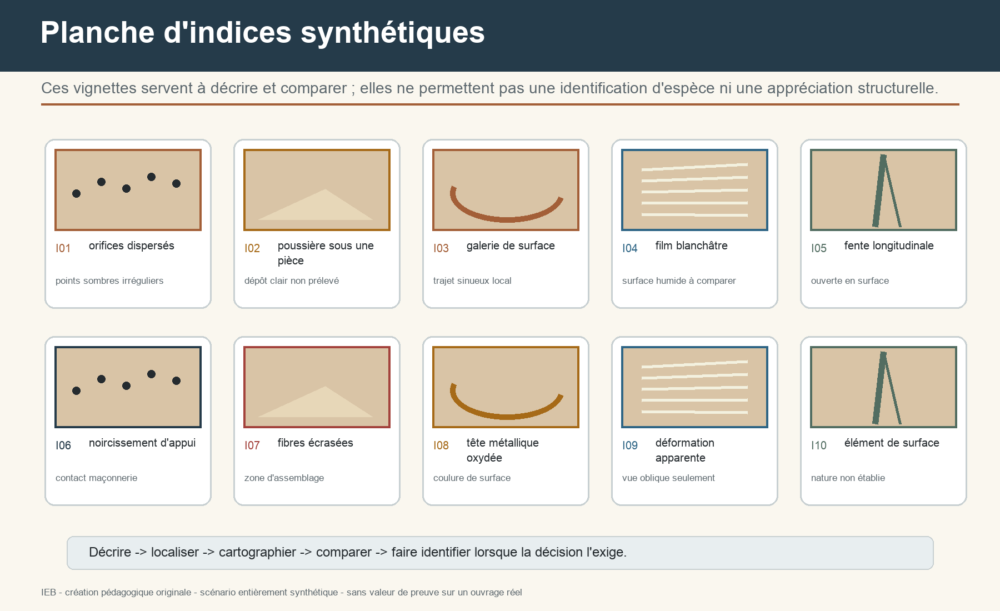 Planche d'indices synthétiques
Ces vignettes servent à décrire et comparer ; elles ne permettent pas une identification d'espèce ni une appréciation structurelle.
I01 orifices dispersés
points sombres irréguliers
I02 poussière sous une
pièce
dépôt clair non prélevé
I03 galerie de surface
trajet sinueux local
I04 film blanchâtre
surface humide à comparer
I05 fente longitudinale
ouverte en surface
I06 noircissement d'appui
contact maçonnerie
I07 fibres écrasées
zone d'assemblage
I08 tête métallique
oxydée
coulure de surface
I09 déformation
apparente
vue oblique seulement
I10 élément de surface
nature non établie
Décrire -> localiser -> cartographier -> comparer -> faire identifier lorsque la décision l'exige.
IEB - création pédagogique originale - scénario entièrement synthétique - sans valeur de preuve sur un ouvrage réel